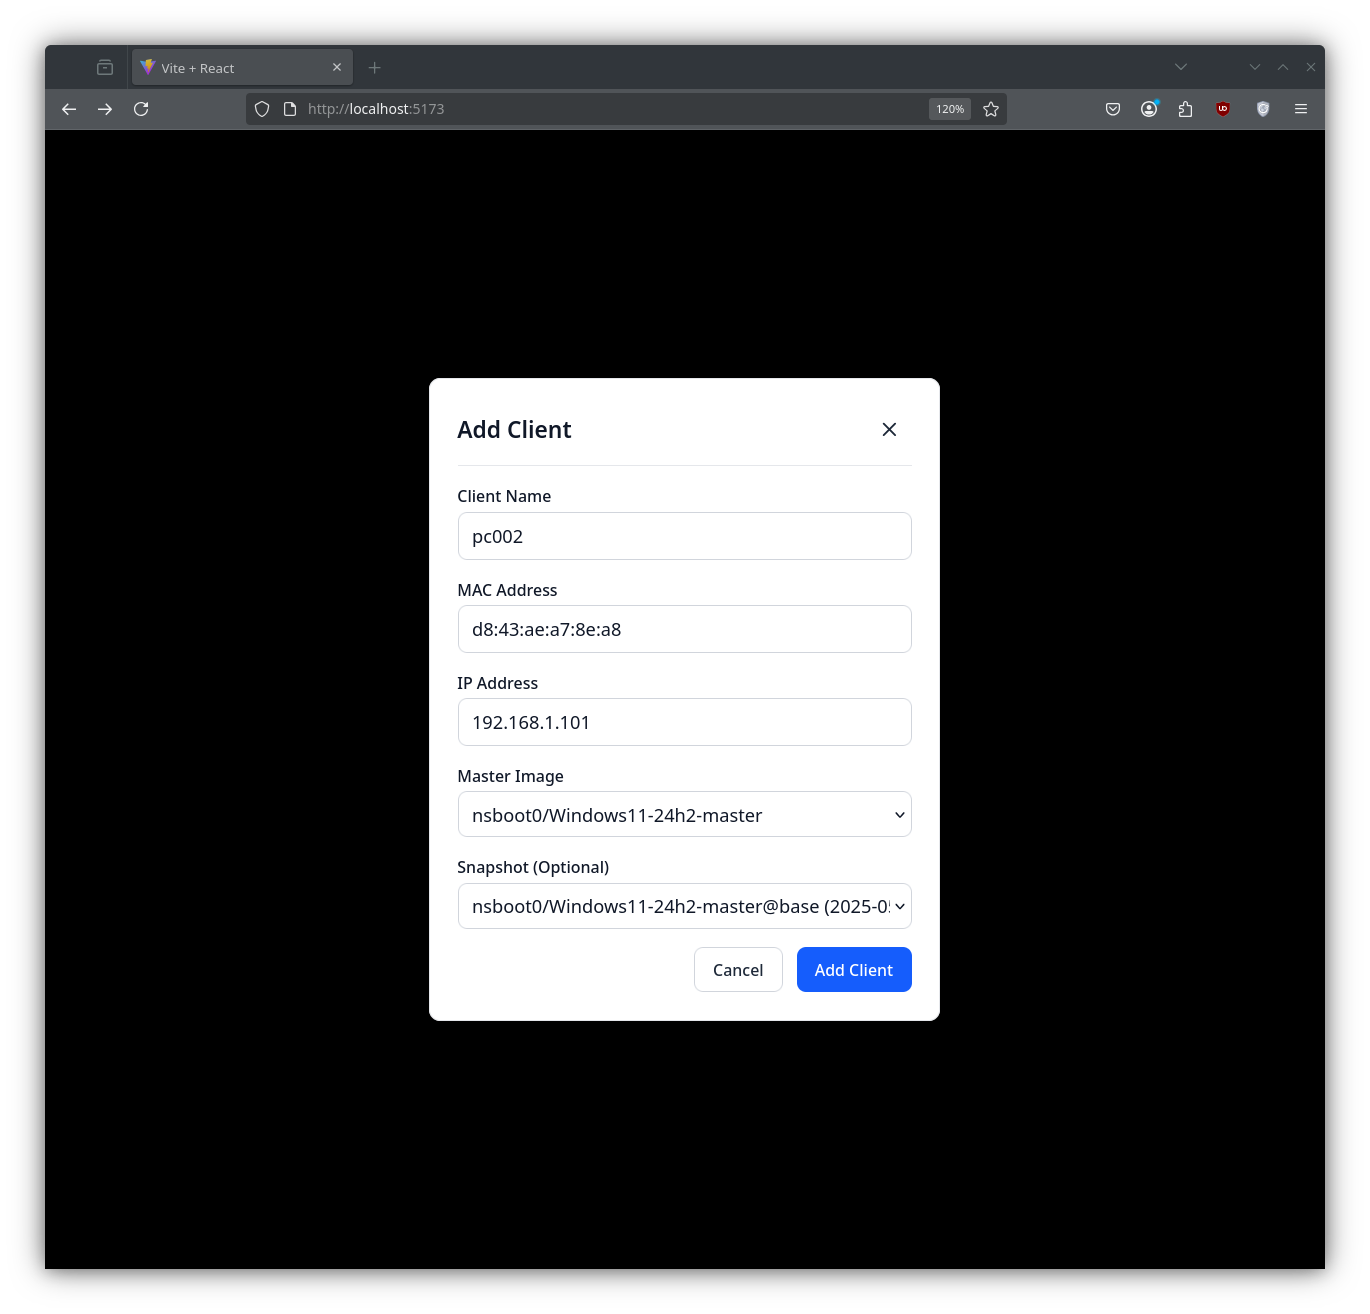 Vite + React
http://localhost:5173
120%
Add Client
Client Name
pc002
MAC Address
d8:43:ae:a7:8e:a8
IP Address
192.168.1.101
Master Image
nsboot0/Windows11-24h2-master
Snapshot (Optional)
nsboot0/Windows11-24h2-master@base (2025-05
Cancel
Add Client